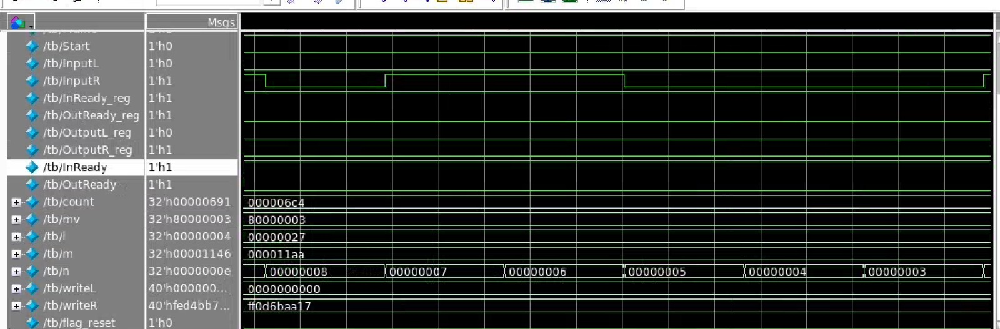 Msgs
/tb/Start 1'h0
/tb/InputL 1'h0
/tb/InputR 1'h1
/tb/InReady_reg 1'h1
/tb/OutReady_reg 1'h1
/tb/OutputL_reg 1'h0
/tb/OutputR_reg 1'h1
/tb/InReady 1'h1
/tb/OutReady 1'h1
/tb/count 32'h00000691 000006c4
/tb/mv 32'h80000003 80000003
/tb/l 32'h00000004 00000027
/tb/m 32'h00001146 000011aa
/tb/n 32'h0000000e 00000008 00000007 00000006 00000005 00000004 00000003
/tb/writeL 40'h000000... 0000000000
/tb/writeR 40'hfed4bb7... ff0d6baa17
/tb/flag_reset 1'h0